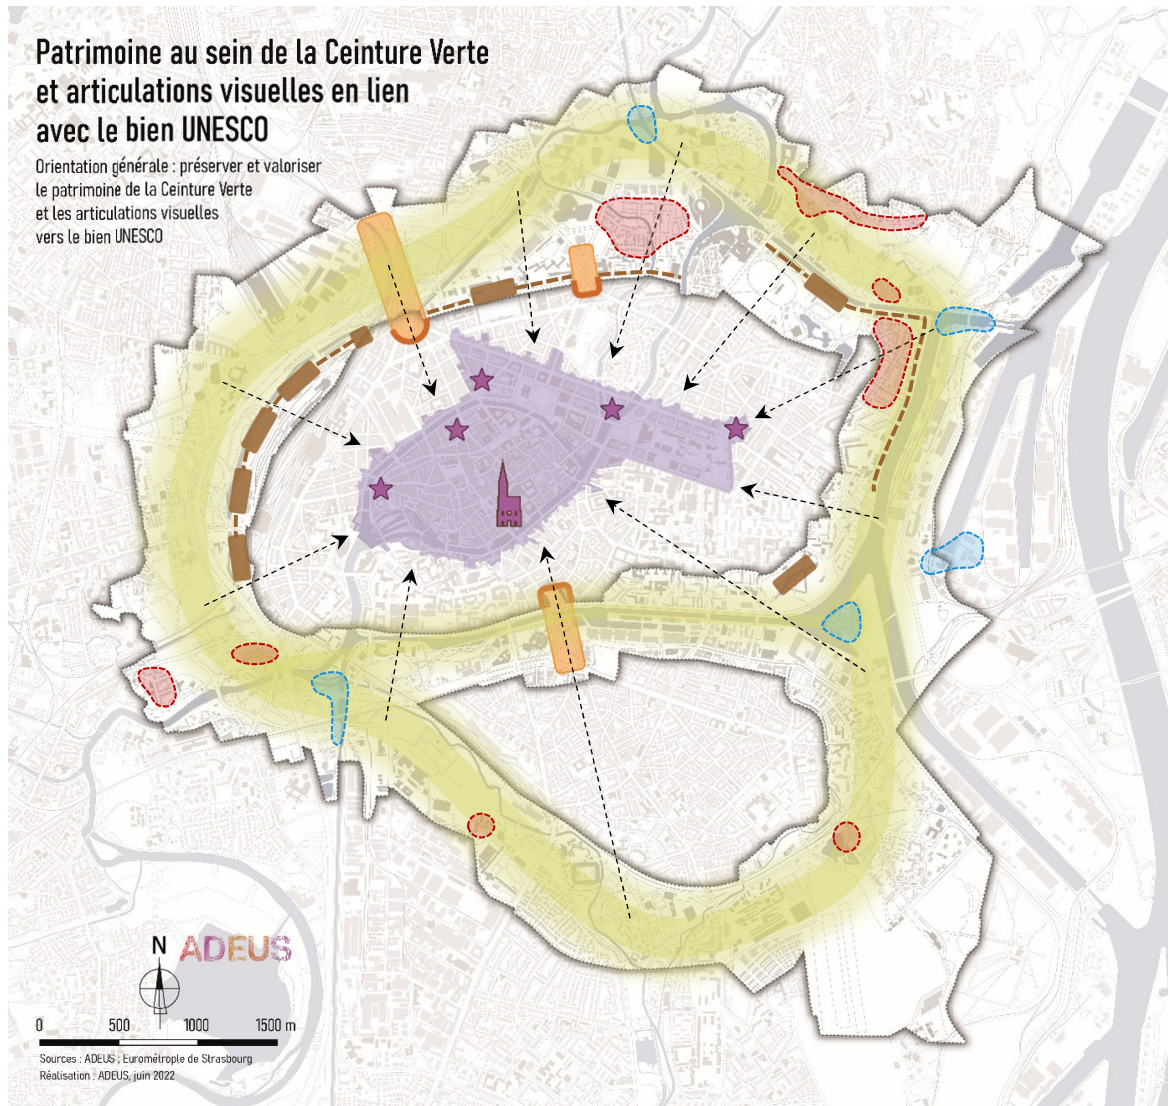 Patrimoine au sein de la Ceinture Verte
et articulations visuelles en lien
avec le bien UNESCO
Orientation générale : préserver et valoriser
le patrimoine de la Ceinture Verte
et les articulations visuelles
vers le bien UNESCO
N ADEUS
0 500 1000 1500 m
Sources : ADEUS ; Eurométrople de Strasbourg
Réalisation : ADEUS, juin 2022